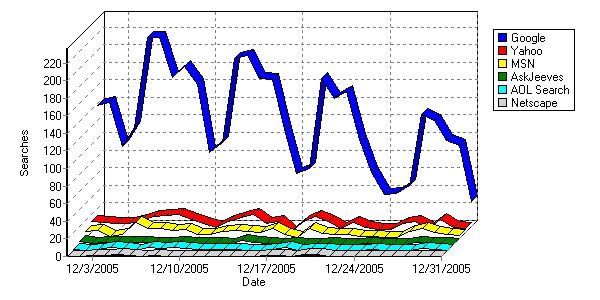 220
200
180
160
140
120
100
80
60
40
20
0
Searches
12/3/2005 12/10/2005 12/17/2005 12/24/2005 12/31/2005
Date
Google
Yahoo
MSN
AskJeeves
AOL Search
Netscape